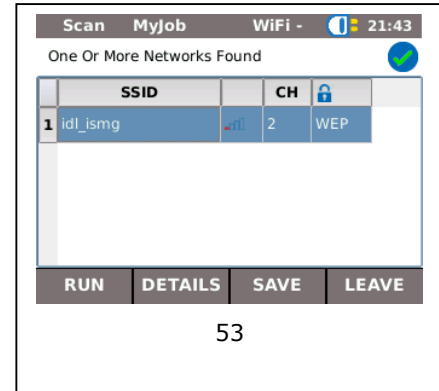 Scan MyJob WiFi - 21:43
One Or More Networks Found
SSID CH
1 idl_ismg 2 WEP
RUN DETAILS SAVE LEAVE
53